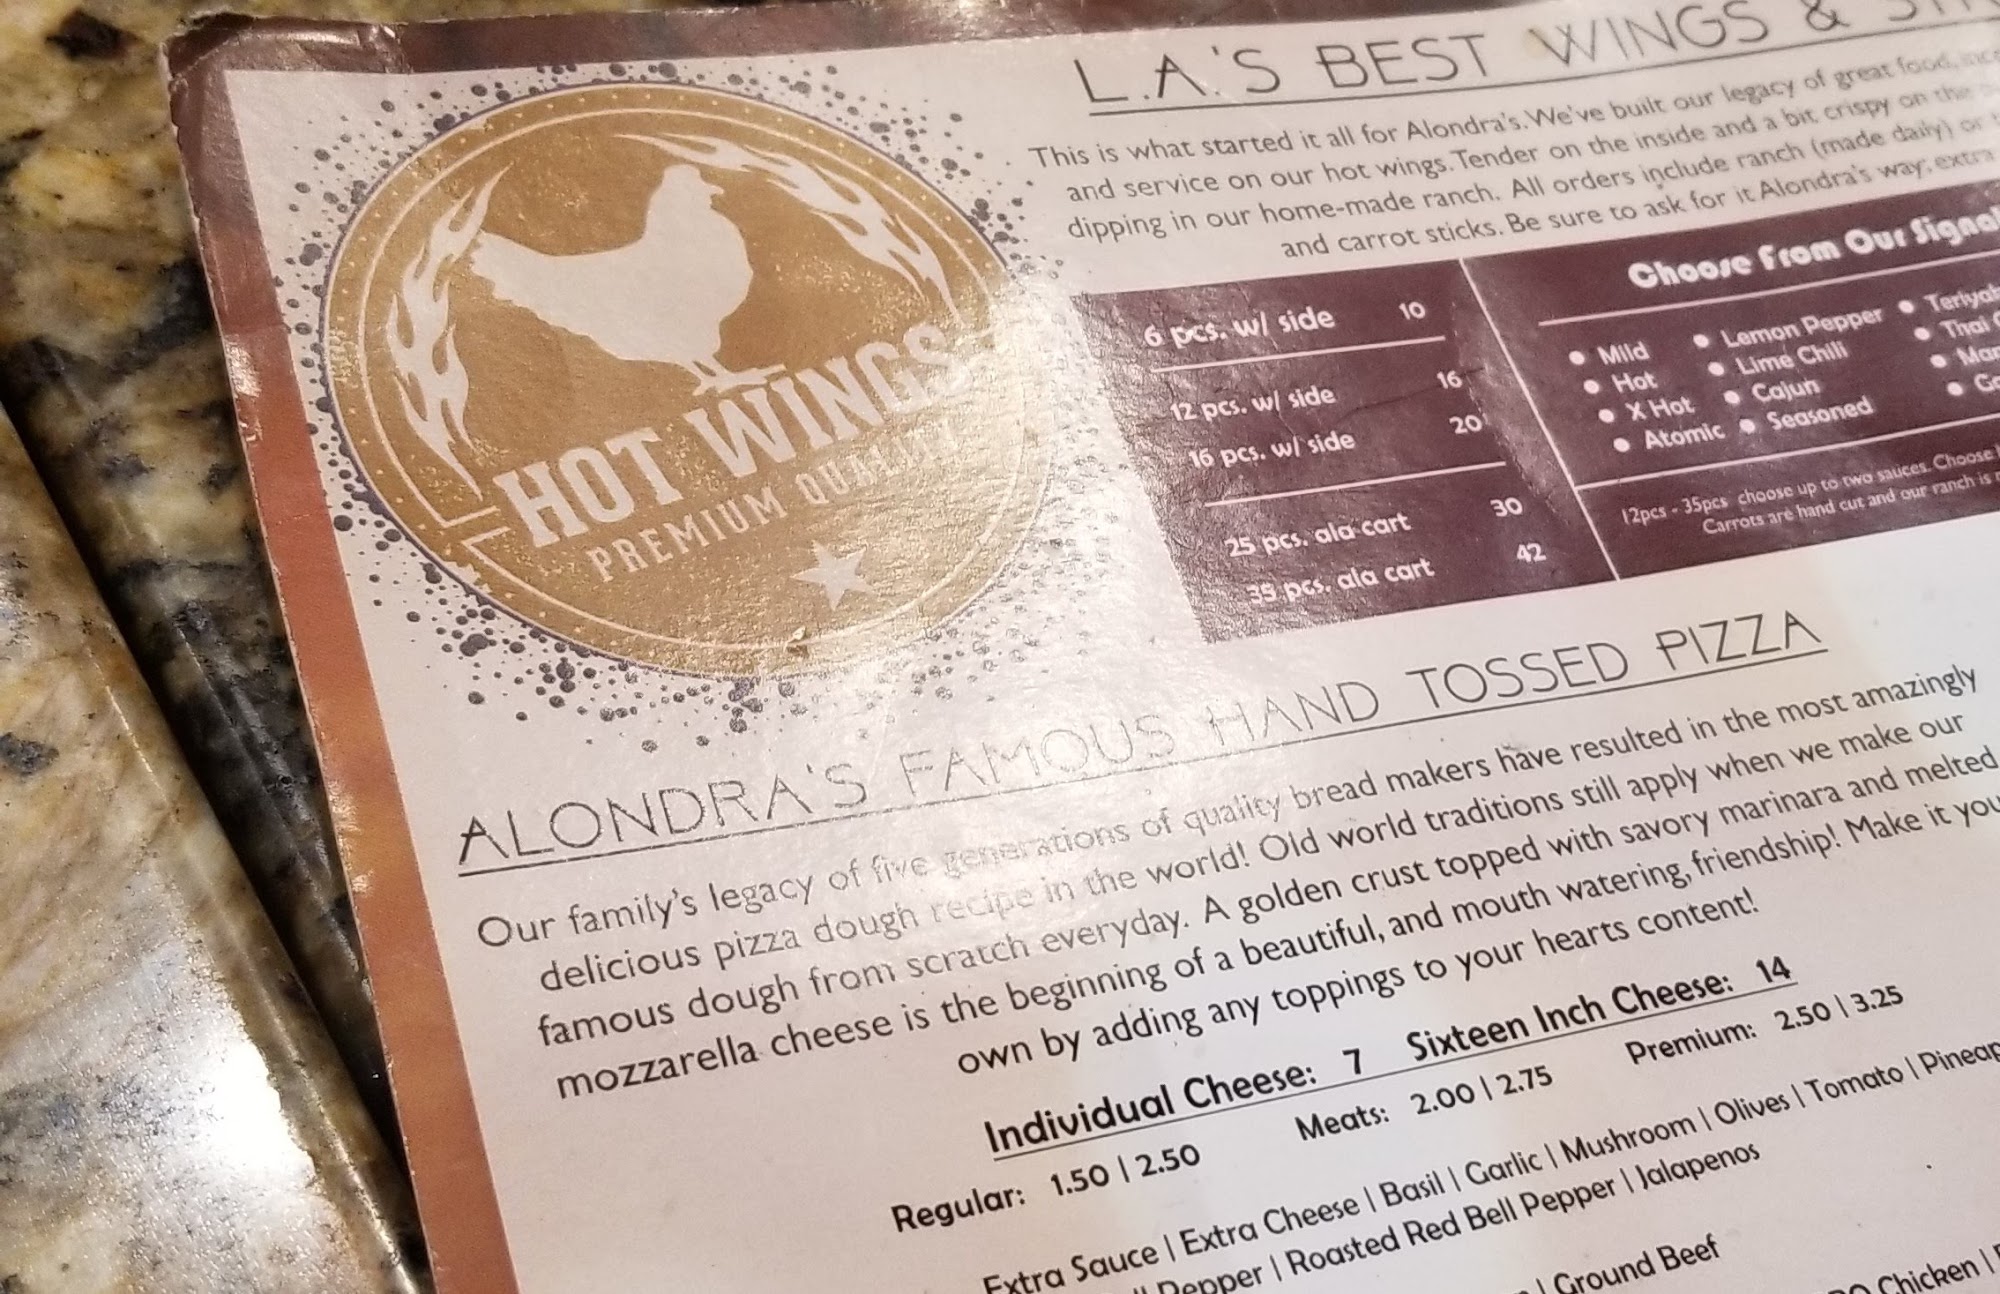 HOT WINGS
PREMIUM QUALITY
L.A.'S BEST WINGS &
This is what started it all for Alondra's. We've built our legacy of great food,
and service on our hot wings. Tender on the inside and a bit crispy on the
dipping in our home-made ranch. All orders include ranch (made daily) or
and carrot sticks. Be sure to ask for it Alondra's way, extra
6 pcs. w/ side 10
12 pcs. w/ side 16
16 pcs. w/ side 20
25 pcs. ala cart 30
35 pcs. ala cart 42
Choose From Our
• Mild • Lemon Pepper
• Hot • Lime Chili • Thai
• X Hot • Cajun
• Atomic • Seasoned
12pcs - 35pcs choose up to two sauces. Choose
Carrots are hand cut and our ranch is
ALONDRA'S FAMOUS HAND TOSSED PIZZA
Our family's legacy of five generations of quality bread makers have resulted in the most amazingly
delicious pizza dough recipe in the world! Old world traditions still apply when we make our
famous dough from scratch everyday. A golden crust topped with savory marinara and melted
mozzarella cheese is the beginning of a beautiful, and mouth watering, friendship! Make it
own by adding any toppings to your hearts content!
Individual Cheese: 7 Sixteen Inch Cheese: 14
Regular: 1.50 | 2.50 Meats: 2.00 | 2.75 Premium: 2.50 | 3.25
Extra Sauce | Extra Cheese | Basil | Garlic | Mushroom | Olives | Tomato |
Pepper | Roasted Red Bell Pepper | Jalapenos
| Ground Beef
Chicken |